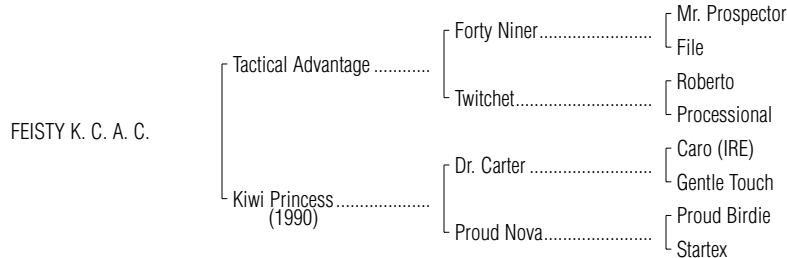 Mr. Prospector
Forty Niner
File
Tactical Advantage
Roberto
Twitchet
Processional
FEISTY K. C. A. C.
Caro (IRE)
Dr. Carter
Gentle Touch
Kiwi Princess
(1990)
Proud Birdie
Proud Nova
Startex